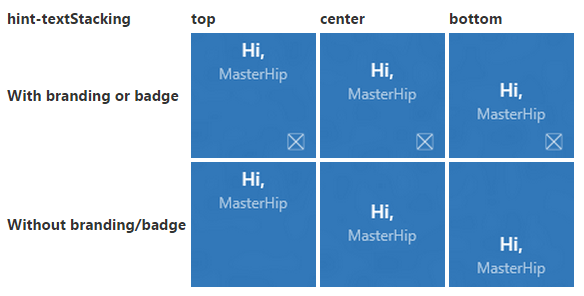 hint-textStacking top center bottom
With branding or badge
Hi,
MasterHip
Hi,
MasterHip
Hi,
MasterHip
Without branding/badge
Hi,
MasterHip
Hi,
MasterHip
Hi,
MasterHip